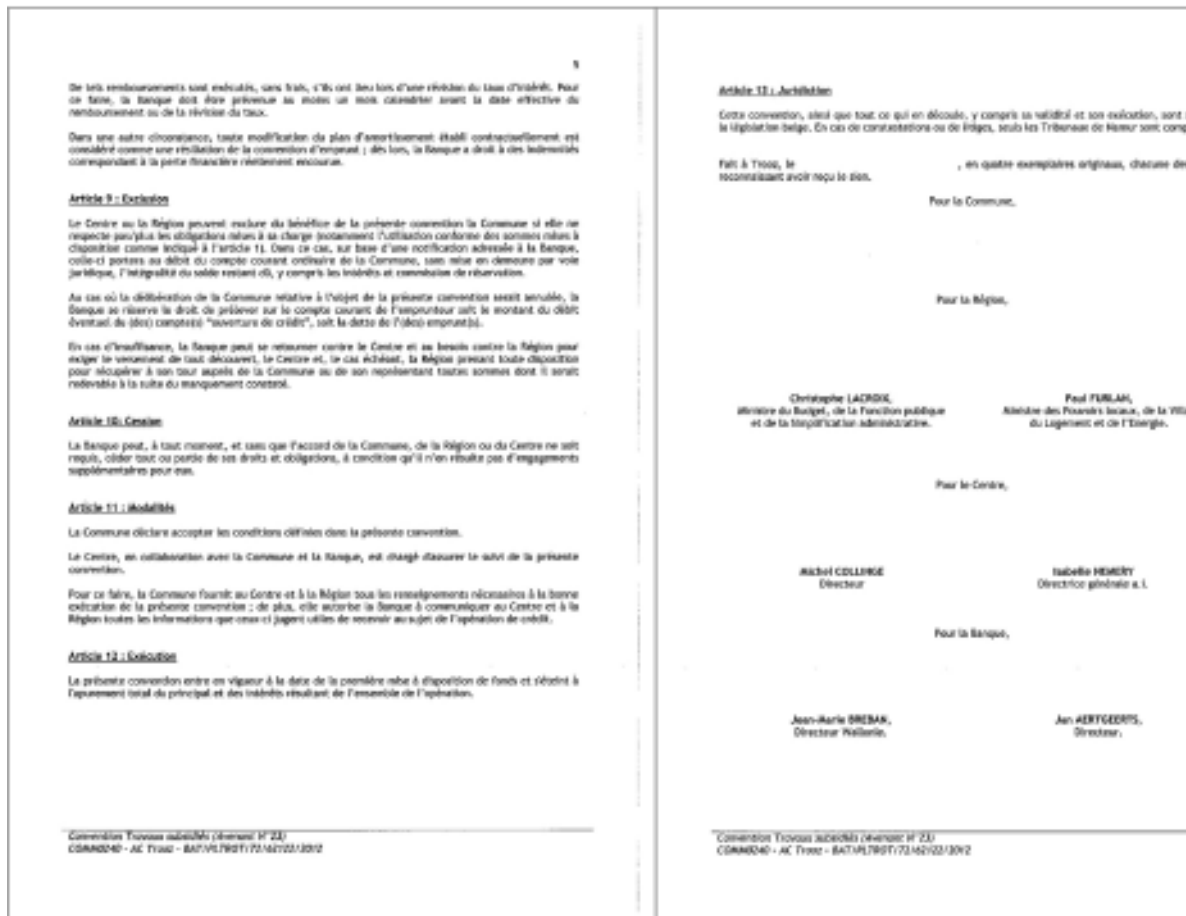 5
De tels remboursements sont exécutés, sans frais, s'ils ont lieu lors d'une révision du taux d'intérêt. Pour
ce faire, la Banque doit être prévenue au moins un mois calendrier avant la date effective du
remboursement ou de la révision du taux.
Dans une autre circonstance, toute modification du plan d'amortissement établi contractuellement est
considéré comme une résiliation de la convention d'emprunt ; dès lors, la Banque a droit à des indemnités
correspondant à la perte financière réellement encourue.
Article 9 : Exclusion
Le Centre ou la Région peuvent exclure du bénéfice de la présente convention la Commune si elle ne
respecte pas/plus les obligations mises à sa charge (notamment l'utilisation conforme des sommes mises à
disposition comme indiqué à l'article 1). Dans ce cas, sur base d'une notification adressée à la Banque,
celle-ci portera au débit du compte courant ordinaire de la Commune, sans mise en demeure par voie
juridique, l'intégralité du solde restant dû, y compris les intérêts et commission de réservation.
Au cas où la délibération de la Commune relative à l'objet de la présente convention serait annulée, la
Banque se réserve le droit de prélever sur le compte courant de l'emprunteur soit le montant du débit
éventuel du (des) compte(s) "ouverture de crédit", soit la dette de l'(des) emprunt(s).
En cas d'insuffisance, la Banque peut se retourner contre le Centre et au besoin contre la Région pour
exiger le versement de tout découvert, le Centre et, le cas échéant, la Région prenant toute disposition
pour récupérer à son tour auprès de la Commune ou de son représentant toutes sommes dont il serait
redevable à la suite du manquement constaté.
Article 10: Cession
La Banque peut, à tout moment, et sans que l'accord de la Commune, de la Région ou du Centre ne soit
requis, céder tout ou partie de ses droits et obligations, à condition qu'il n'en résulte pas d'engagements
supplémentaires pour eux.
Article 11 : Modalités
La Commune déclare accepter les conditions définies dans la présente convention.
Le Centre, en collaboration avec la Commune et la Banque, est chargé d'assurer le suivi de la présente
convention.
Pour ce faire, la Commune fournit au Centre et à la Région tous les renseignements nécessaires à la bonne
exécution de la présente convention ; de plus, elle autorise la Banque à communiquer au Centre et à la
Région toutes les informations que ceux-ci jugent utiles de recevoir au sujet de l'opération de crédit.
Article 12 : Exécution
La présente convention entre en vigueur à la date de la première mise à disposition de fonds et s'éteint à
l'apurement total du principal et des intérêts résultant de l'ensemble de l'opération.
Convention Travaux subsidiés (Avenant N° 23)
COMM0240 - AC Trooz - BAT/PLTROT/72/62/22/2012
Article 13 : Juridiction
Cette convention, ainsi que tout ce qui en découle, y compris sa validité et son exécution, sont
la législation belge. En cas de contestations ou de litiges, seuls les Tribunaux de Namur sont
Fait à Trooz, le , en quatre exemplaires originaux, chacune
reconnaissant avoir reçu le sien.
Pour la Commune,
Pour la Région,
Christophe LACROIX, Paul FURLAN,
Ministre du Budget, de la Fonction publique Ministre des Pouvoirs locaux, de la
et de la Simplification administrative. du Logement et de l'Energie.
Pour le Centre,
Michel COLLINGE Isabelle NEMERY
Directeur Directrice générale a.i.
Pour la Banque,
Jean-Marie BREBAN, Jan AERTGEERTS,
Directeur Wallonie. Directeur.
Convention Travaux subsidiés (Avenant N° 23)
COMM0240 - AC Trooz - BAT/PLTROT/72/62/22/2012